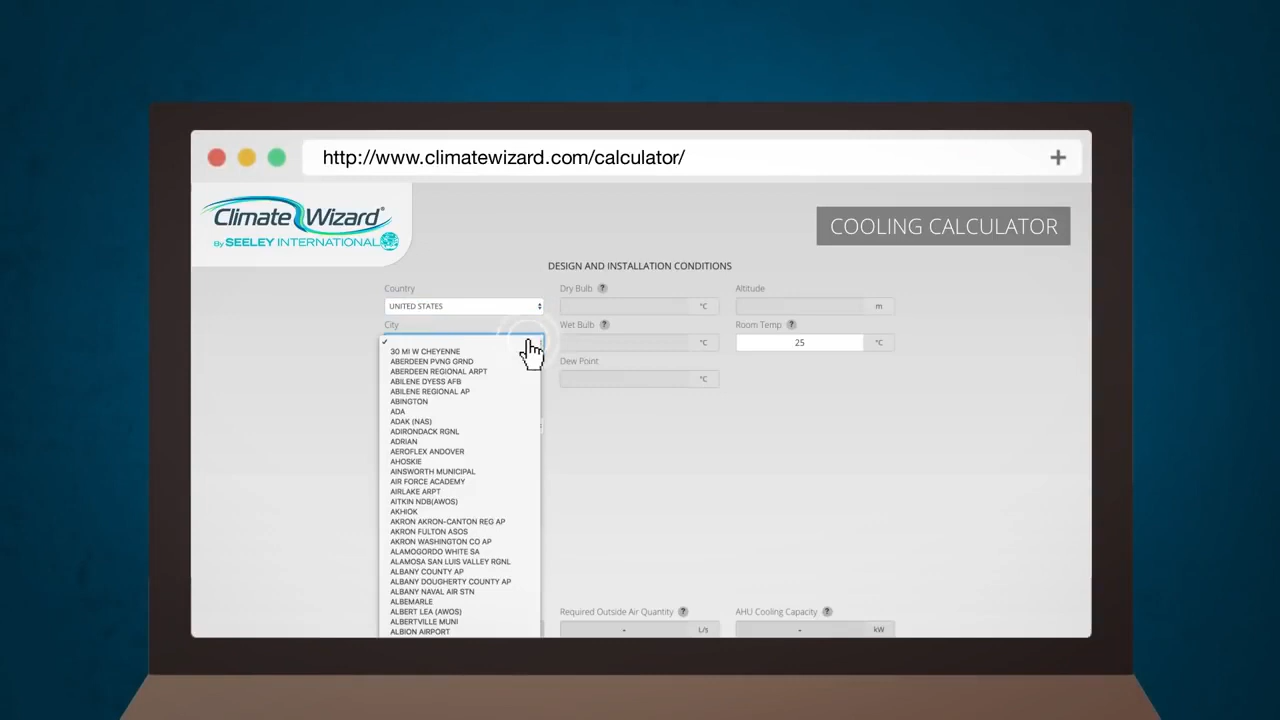 http://www.climatewizard.com/calculator/ +
Climate Wizard®
By SEELEY INTERNATIONAL
COOLING CALCULATOR
DESIGN AND INSTALLATION CONDITIONS
Country
UNITED STATES
City
✓
30 MI W CHEYENNE
ABERDEEN PVNG GRND
ABERDEEN REGIONAL ARPT
ABILENE DYESS AFB
ABILENE REGIONAL AP
ABINGTON
ADA
ADAK (NAS)
ADIRONDACK RGNL
ADRIAN
AEROFLEX ANDOVER
AHOSKIE
AINSWORTH MUNICIPAL
AIR FORCE ACADEMY
AIRLAKE ARPT
AITKIN NDB(AWOS)
AKHIOK
AKRON AKRON-CANTON REG AP
AKRON FULTON ASOS
AKRON WASHINGTON CO AP
ALAMOGORDO WHITE SA
ALAMOSA SAN LUIS VALLEY RGNL
ALBANY COUNTY AP
ALBANY DOUGHERTY COUNTY AP
ALBANY NAVAL AIR STN
ALBEMARLE
ALBERT LEA (AWOS)
ALBERTVILLE MUNI
ALBION AIRPORT
Dry Bulb ?
°C
Wet Bulb ?
°C
Dew Point
°C
Altitude
m
Room Temp ?
25 °C
Required Outside Air Quantity ?
- L/s
AHU Cooling Capacity ?
- kW